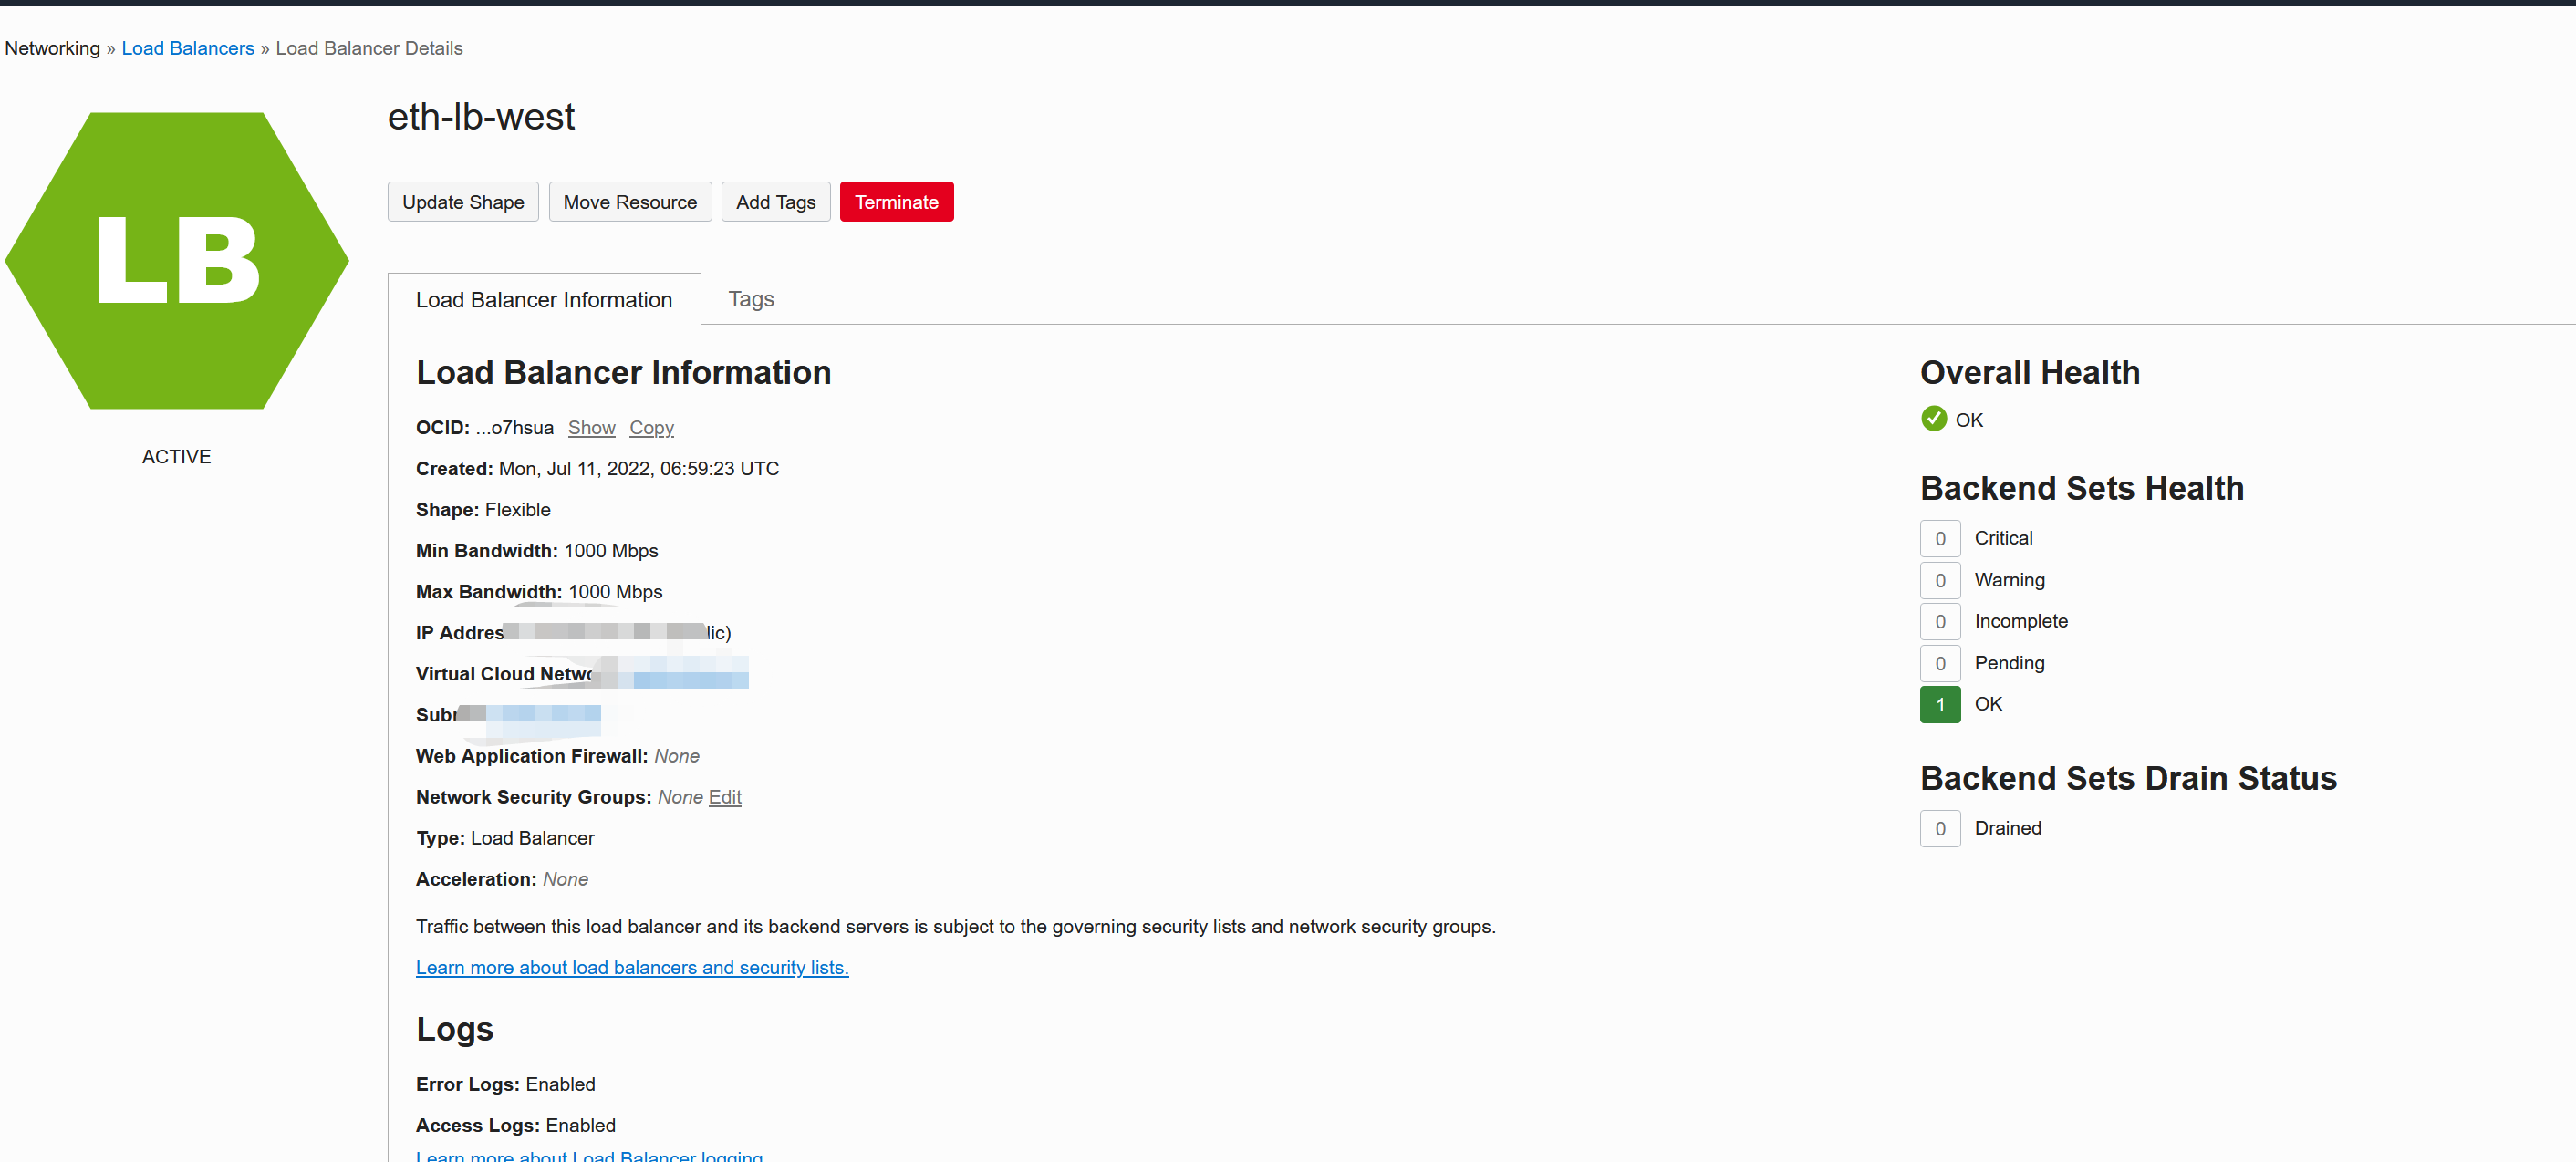 Networking » Load Balancers » Load Balancer Details
LB
ACTIVE
eth-lb-west
Update Shape Move Resource Add Tags Terminate
Load Balancer Information Tags
Load Balancer Information
OCID: ...o7hsua Show Copy
Created: Mon, Jul 11, 2022, 06:59:23 UTC
Shape: Flexible
Min Bandwidth: 1000 Mbps
Max Bandwidth: 1000 Mbps
IP Addres lic)
Virtual Cloud Netwo
Sub
Web Application Firewall: None
Network Security Groups: None Edit
Type: Load Balancer
Acceleration: None
Traffic between this load balancer and its backend servers is subject to the governing security lists and network security groups.
Learn more about load balancers and security lists.
Logs
Error Logs: Enabled
Access Logs: Enabled
Learn more about Load Balancer logging
Overall Health
OK
Backend Sets Health
0 Critical
0 Warning
0 Incomplete
0 Pending
1 OK
Backend Sets Drain Status
0 Drained